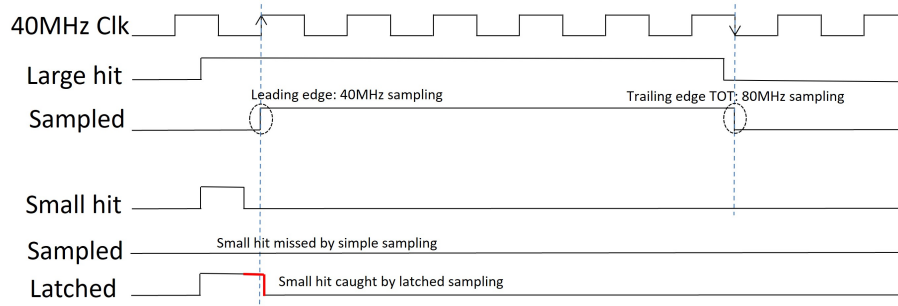 40MHz Clk
Large hit
Leading edge: 40MHz sampling
Trailing edge TOT: 80MHz sampling
Sampled
Small hit
Sampled
Small hit missed by simple sampling
Latched
Small hit caught by latched sampling